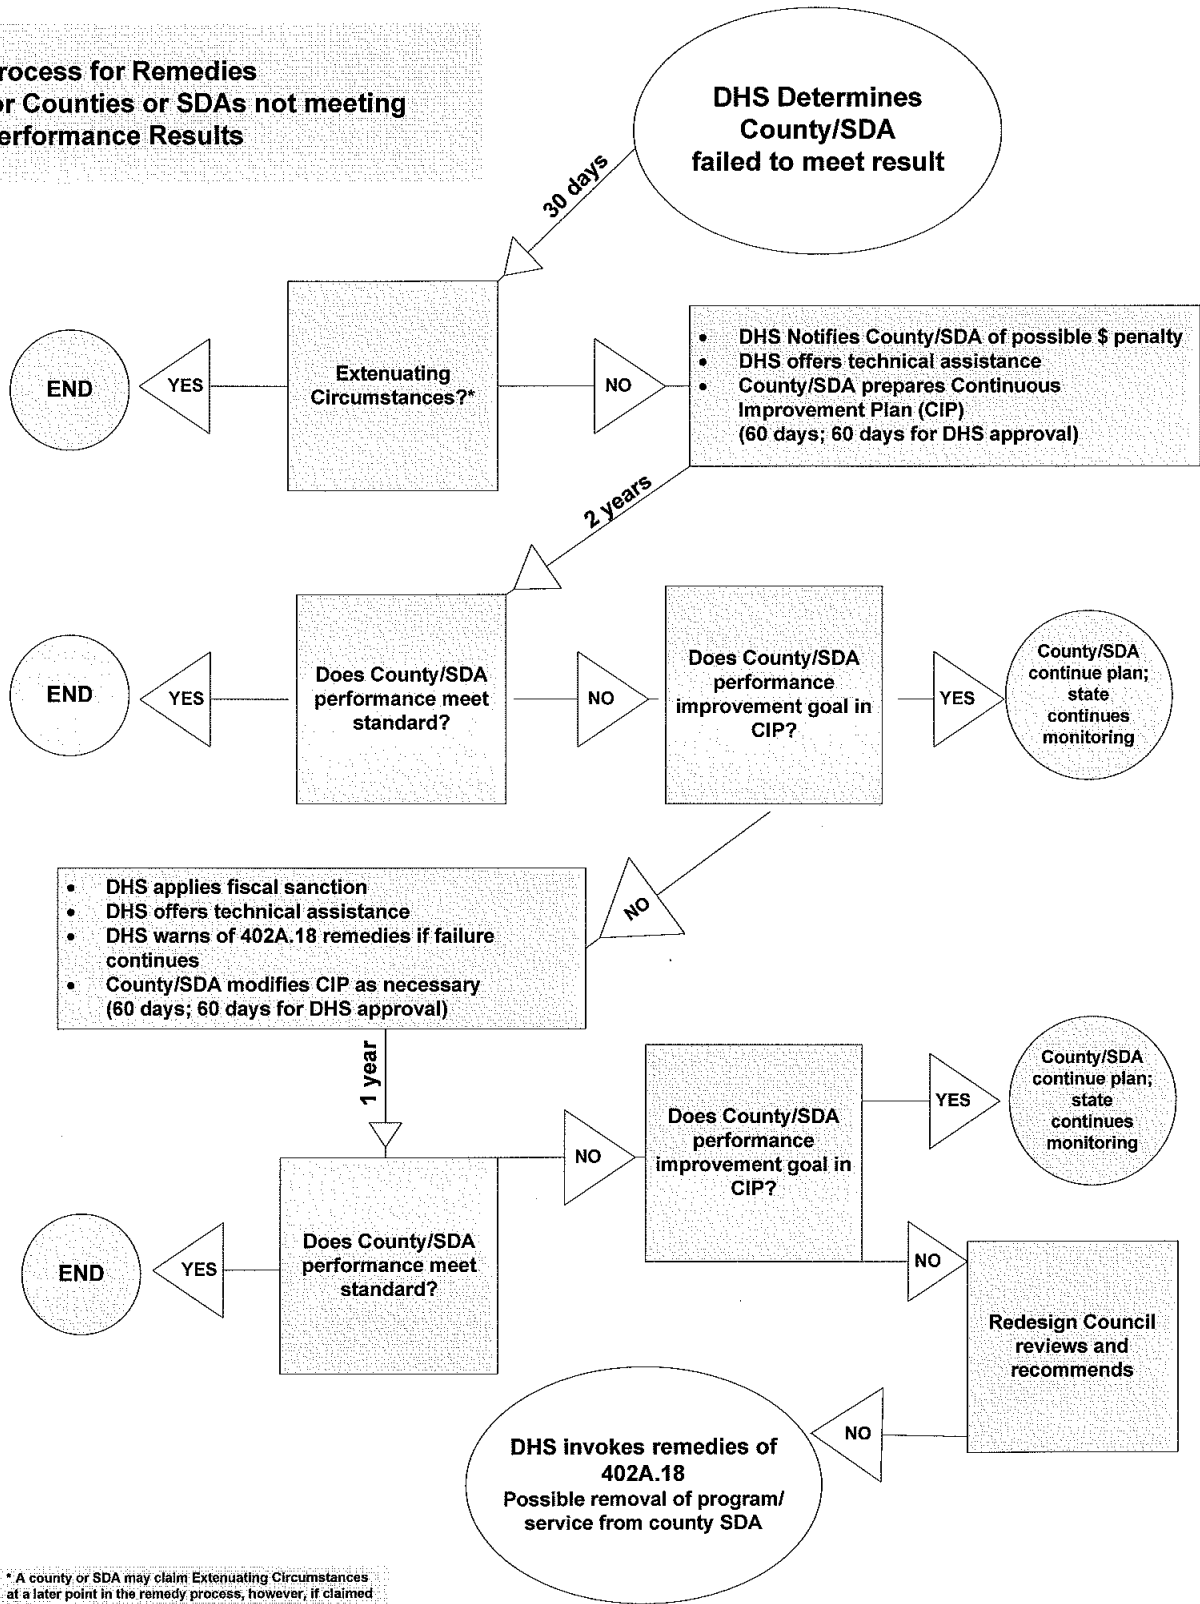 rocess for Remedies
or Counties or SDAs not meeting
erformance Results
DHS Determines
County/SDA
failed to meet result
30 days
Extenuating
Circumstances?*
YES
END
NO
• DHS Notifies County/SDA of possible $ penalty
• DHS offers technical assistance
• County/SDA prepares Continuous
Improvement Plan (CIP)
(60 days; 60 days for DHS approval)
2 years
END
YES
Does County/SDA
performance meet
standard?
NO
Does County/SDA
performance
improvement goal in
CIP?
YES
County/SDA
continue plan;
state
continues
monitoring
NO
• DHS applies fiscal sanction
• DHS offers technical assistance
• DHS warns of 402A.18 remedies if failure
continues
• County/SDA modifies CIP as necessary
(60 days; 60 days for DHS approval)
1 year
END
YES
Does County/SDA
performance meet
standard?
NO
Does County/SDA
performance
improvement goal in
CIP?
YES
County/SDA
continue plan;
state
continues
monitoring
NO
Redesign Council
reviews and
recommends
NO
DHS invokes remedies of
402A.18
Possible removal of program/
service from county SDA
* A county or SDA may claim Extenuating Circumstances
at a later point in the remedy process, however, if claimed